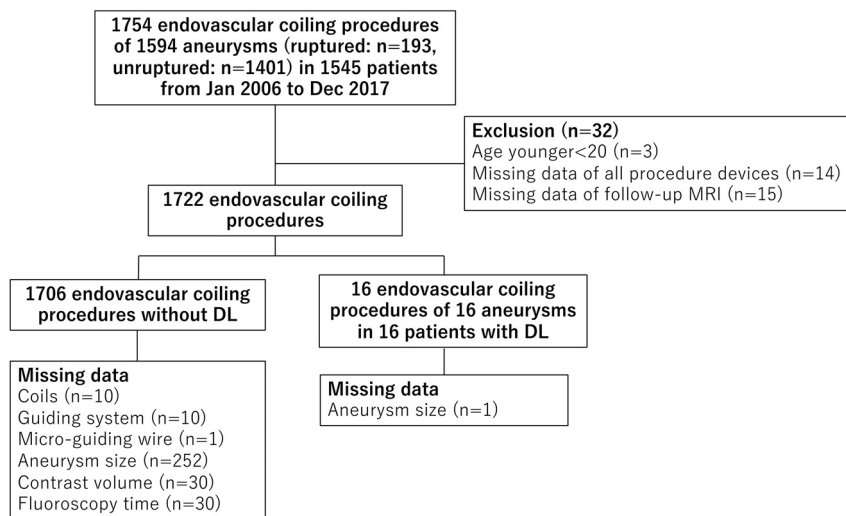 1754 endovascular coiling procedures
of 1594 aneurysms (ruptured: n=193,
unruptured: n=1401) in 1545 patients
from Jan 2006 to Dec 2017
Exclusion (n=32)
Age younger<20 (n=3)
Missing data of all procedure devices (n=14)
Missing data of follow-up MRI (n=15)
1722 endovascular coiling
procedures
1706 endovascular coiling
procedures without DL
16 endovascular coiling
procedures of 16 aneurysms
in 16 patients with DL
Missing data
Coils (n=10)
Guiding system (n=10)
Micro-guiding wire (n=1)
Aneurysm size (n=252)
Contrast volume (n=30)
Fluoroscopy time (n=30)
Missing data
Aneurysm size (n=1)